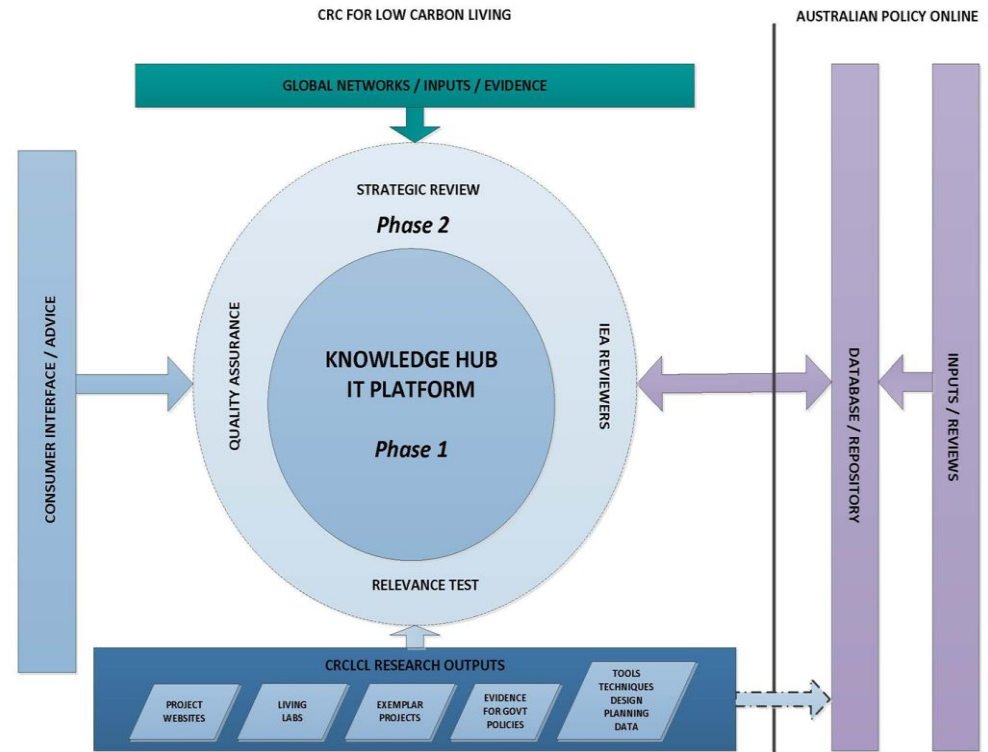 CRC FOR LOW CARBON LIVING
AUSTRALIAN POLICY ONLINE
GLOBAL NETWORKS / INPUTS / EVIDENCE
STRATEGIC REVIEW
Phase 2
CONSUMER INTERFACE / ADVICE
QUALITY ASSURANCE
KNOWLEDGE HUB
IT PLATFORM
Phase 1
IEA REVIEWERS
DATABASE / REPOSITORY
INPUTS / REVIEWS
RELEVANCE TEST
CRCLCL RESEARCH OUTPUTS
PROJECT
WEBSITES
LIVING
LABS
EXEMPLAR
PROJECTS
EVIDENCE
FOR GOVT
POLICIES
TOOLS
TECHNIQUES
DESIGN
PLANNING
DATA